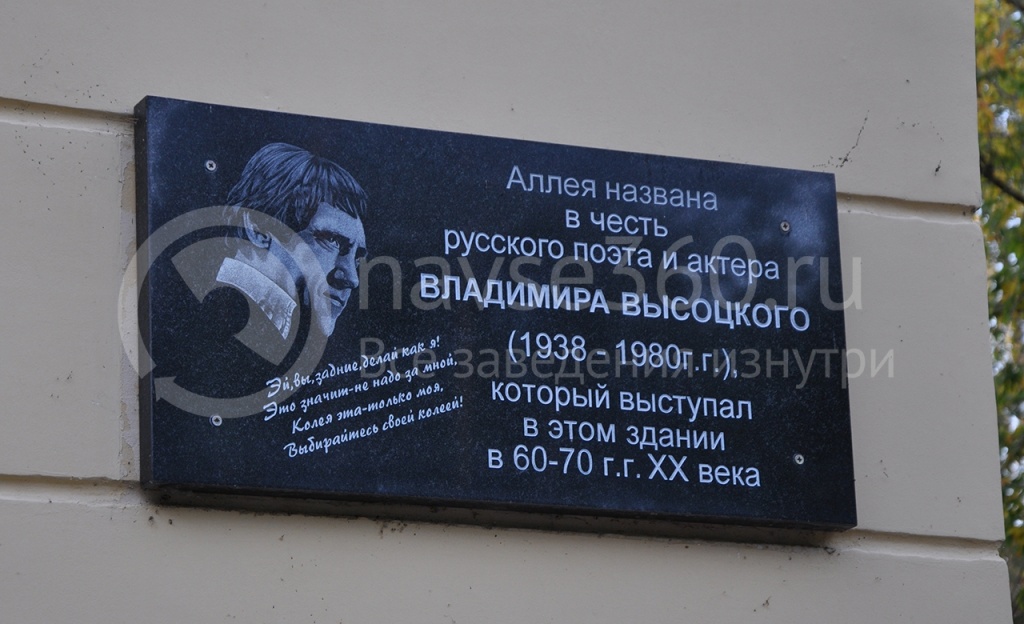 Аллея названа
в честь
русского поэта и актера
ВЛАДИМИРА ВЫСОЦКОГО
(1938 - 1980г.г.),
который выступал
в этом здании
в 60-70 г.г. XX века
Эй,вы,задние,делай как я!
Это значит-не надо за мной,
Колея эта-только моя,
Выбирайтесь своей колеей!
navse360.ru
Все заведения изнутри